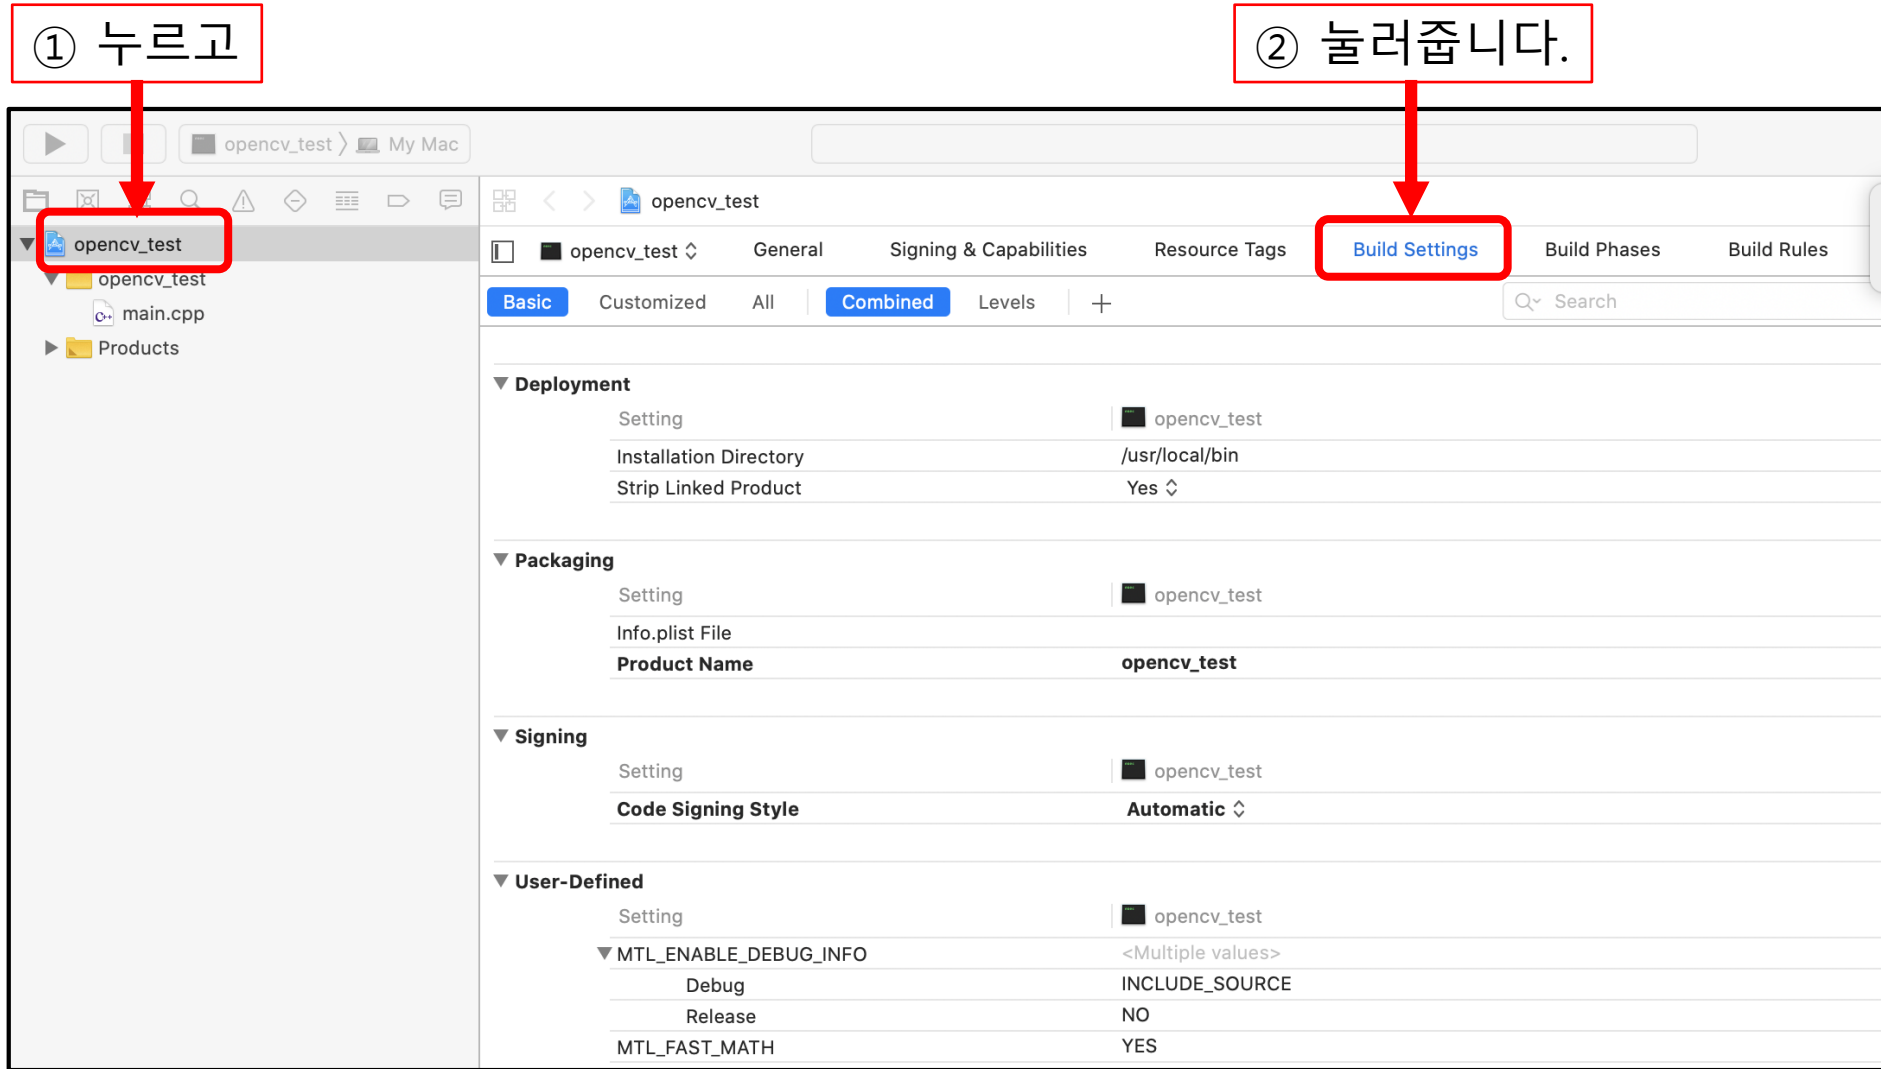 ① 누르고
② 눌러줍니다.
opencv_test 〉 My Mac
opencv_test
opencv_test
opencv_test
main.cpp
Products
opencv_test General Signing & Capabilities Resource Tags Build Settings Build Phases Build Rules
Basic Customized All Combined Levels + Search
Deployment
Setting opencv_test
Installation Directory /usr/local/bin
Strip Linked Product Yes
Packaging
Setting opencv_test
Info.plist File
Product Name opencv_test
Signing
Setting opencv_test
Code Signing Style Automatic
User-Defined
Setting opencv_test
MTL_ENABLE_DEBUG_INFO <Multiple values>
Debug INCLUDE_SOURCE
Release NO
MTL_FAST_MATH YES